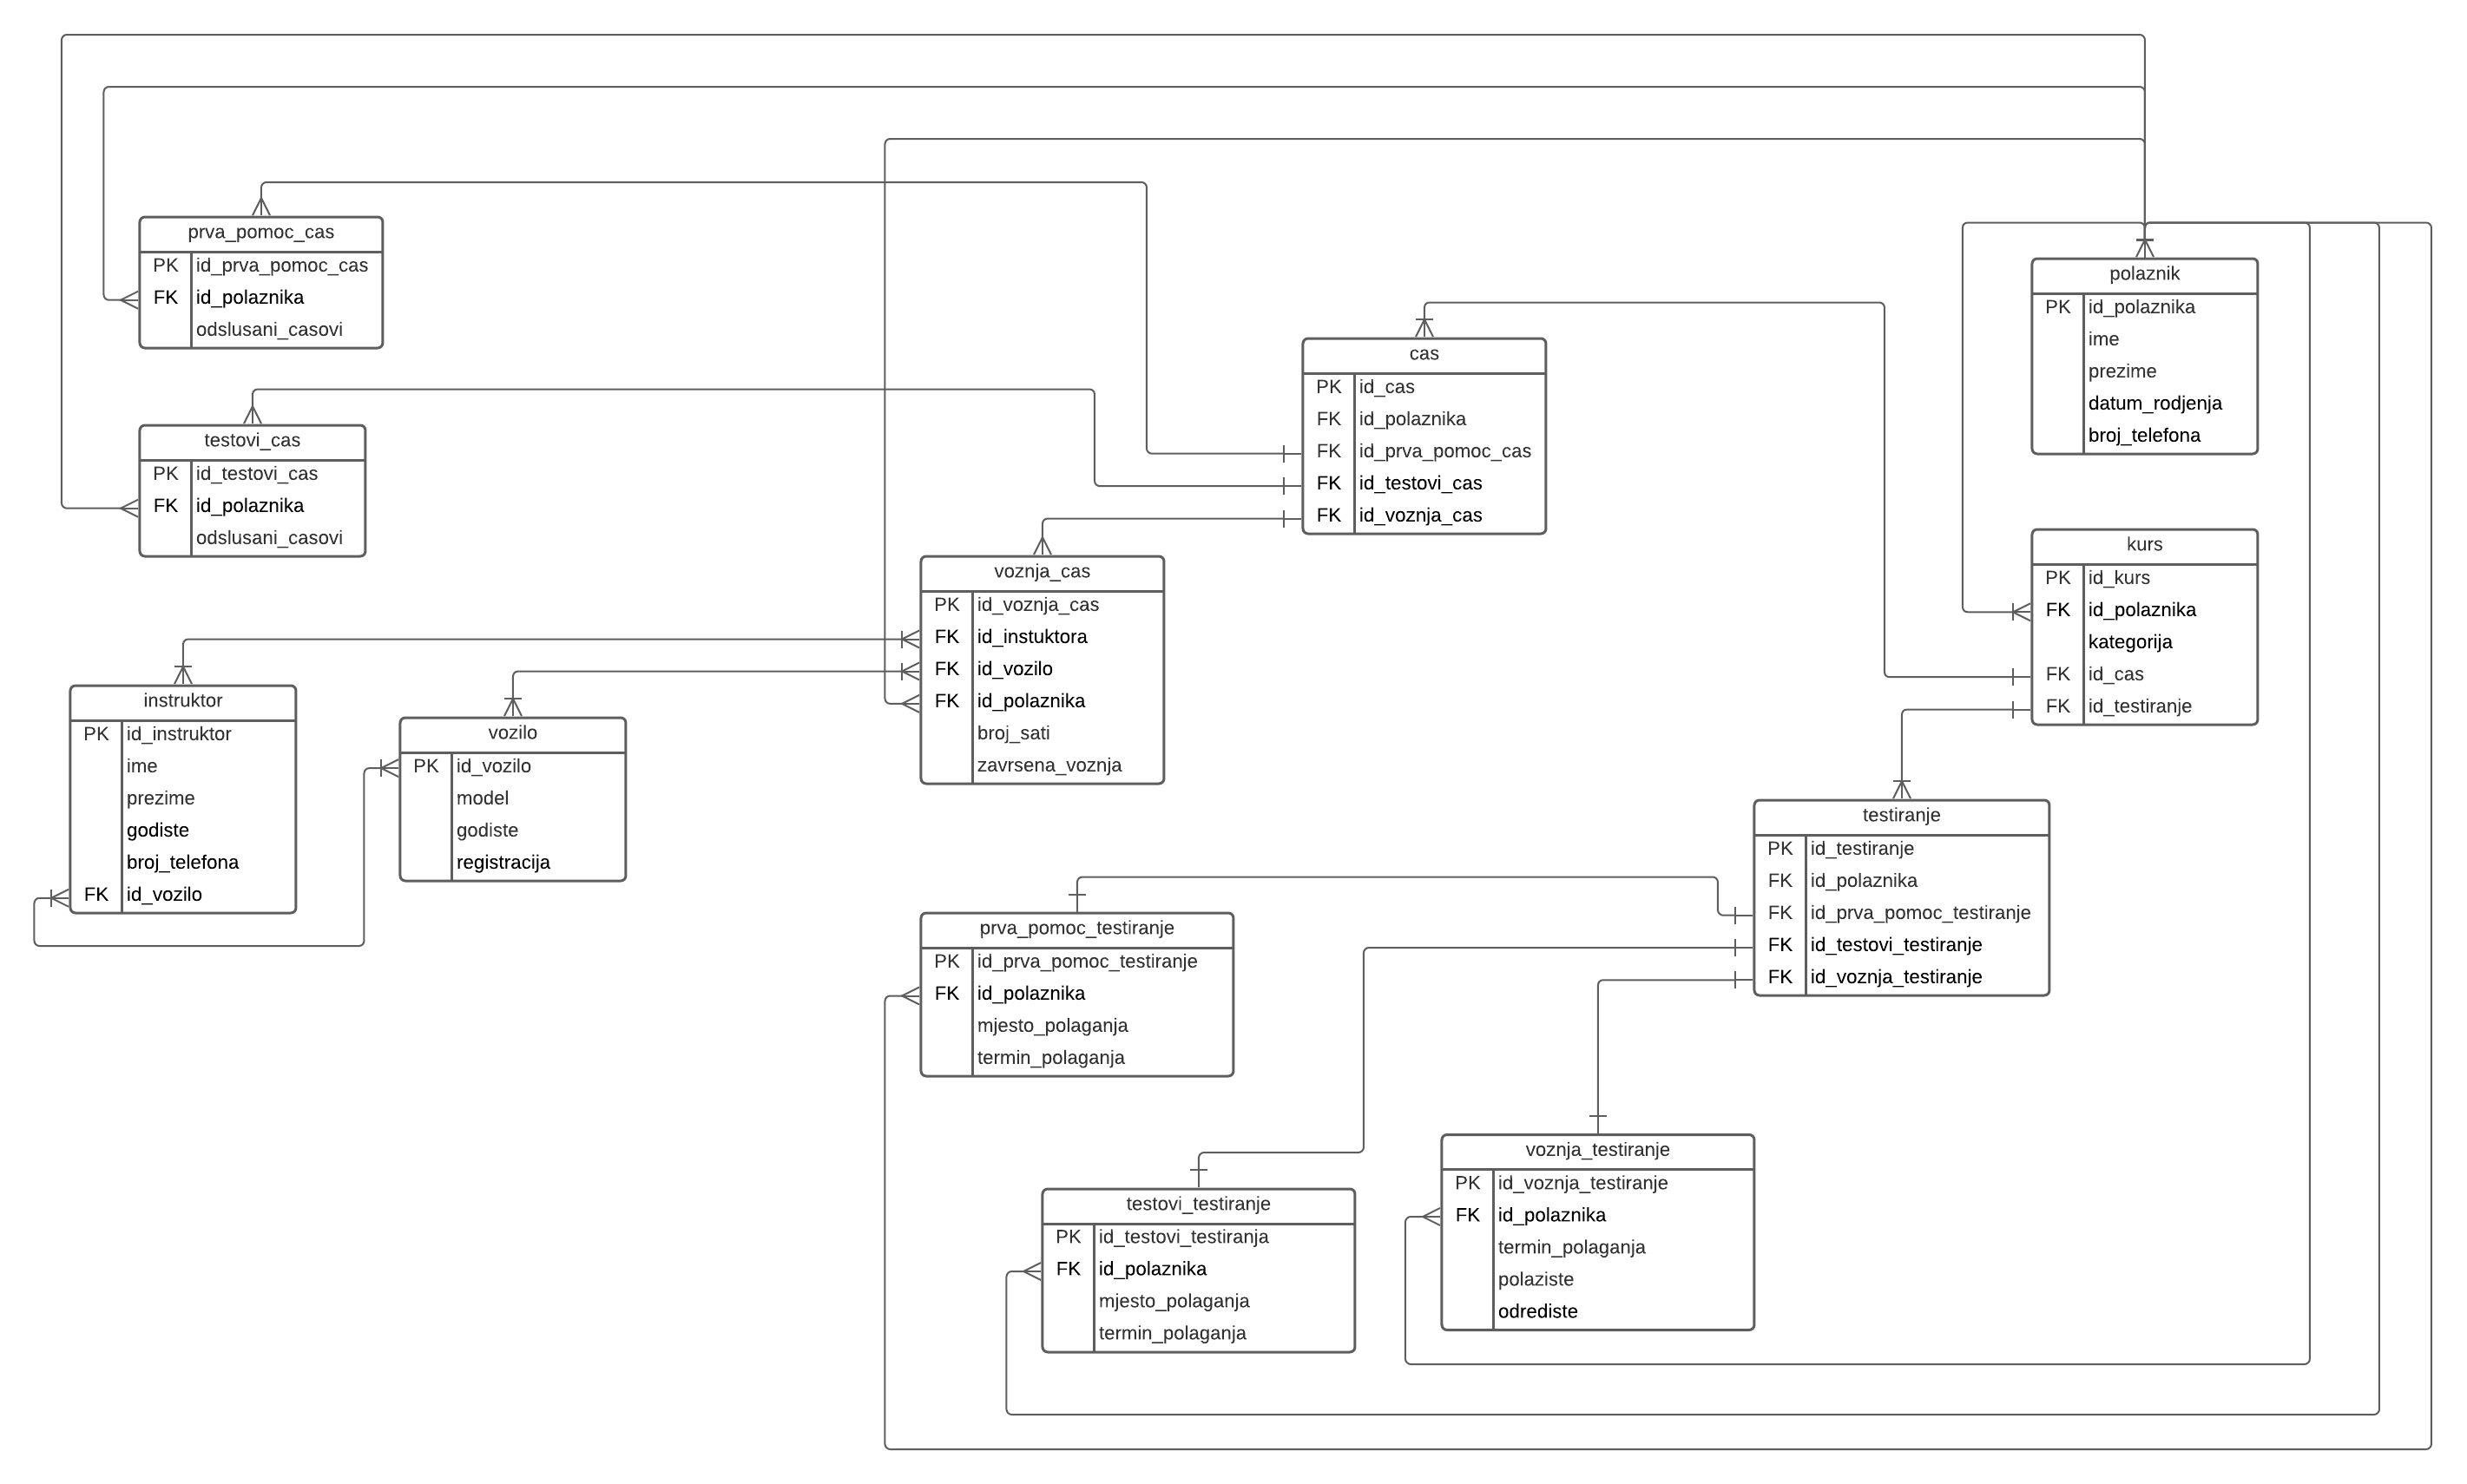 prva_pomoc_cas
PK id_prva_pomoc_cas
FK id_polaznika
odslusani_casovi
testovi_cas
PK id_testovi_cas
FK id_polaznika
odslusani_casovi
instruktor
PK id_instruktor
ime
prezime
godiste
broj_telefona
FK id_vozilo
vozilo
PK id_vozilo
model
godiste
registracija
voznja_cas
PK id_voznja_cas
FK id_instuktora
FK id_vozilo
FK id_polaznika
broj_sati
zavrsena_voznja
cas
PK id_cas
FK id_polaznika
FK id_prva_pomoc_cas
FK id_testovi_cas
FK id_voznja_cas
polaznik
PK id_polaznika
ime
prezime
datum_rodjenja
broj_telefona
kurs
PK id_kurs
FK id_polaznika
kategorija
FK id_cas
FK id_testiranje
testiranje
PK id_testiranje
FK id_polaznika
FK id_prva_pomoc_testiranje
FK id_testovi_testiranje
FK id_voznja_testiranje
prva_pomoc_testiranje
PK id_prva_pomoc_testiranje
FK id_polaznika
mjesto_polaganja
termin_polaganja
testovi_testiranje
PK id_testovi_testiranja
FK id_polaznika
mjesto_polaganja
termin_polaganja
voznja_testiranje
PK id_voznja_testiranje
FK id_polaznika
termin_polaganja
polaziste
odrediste